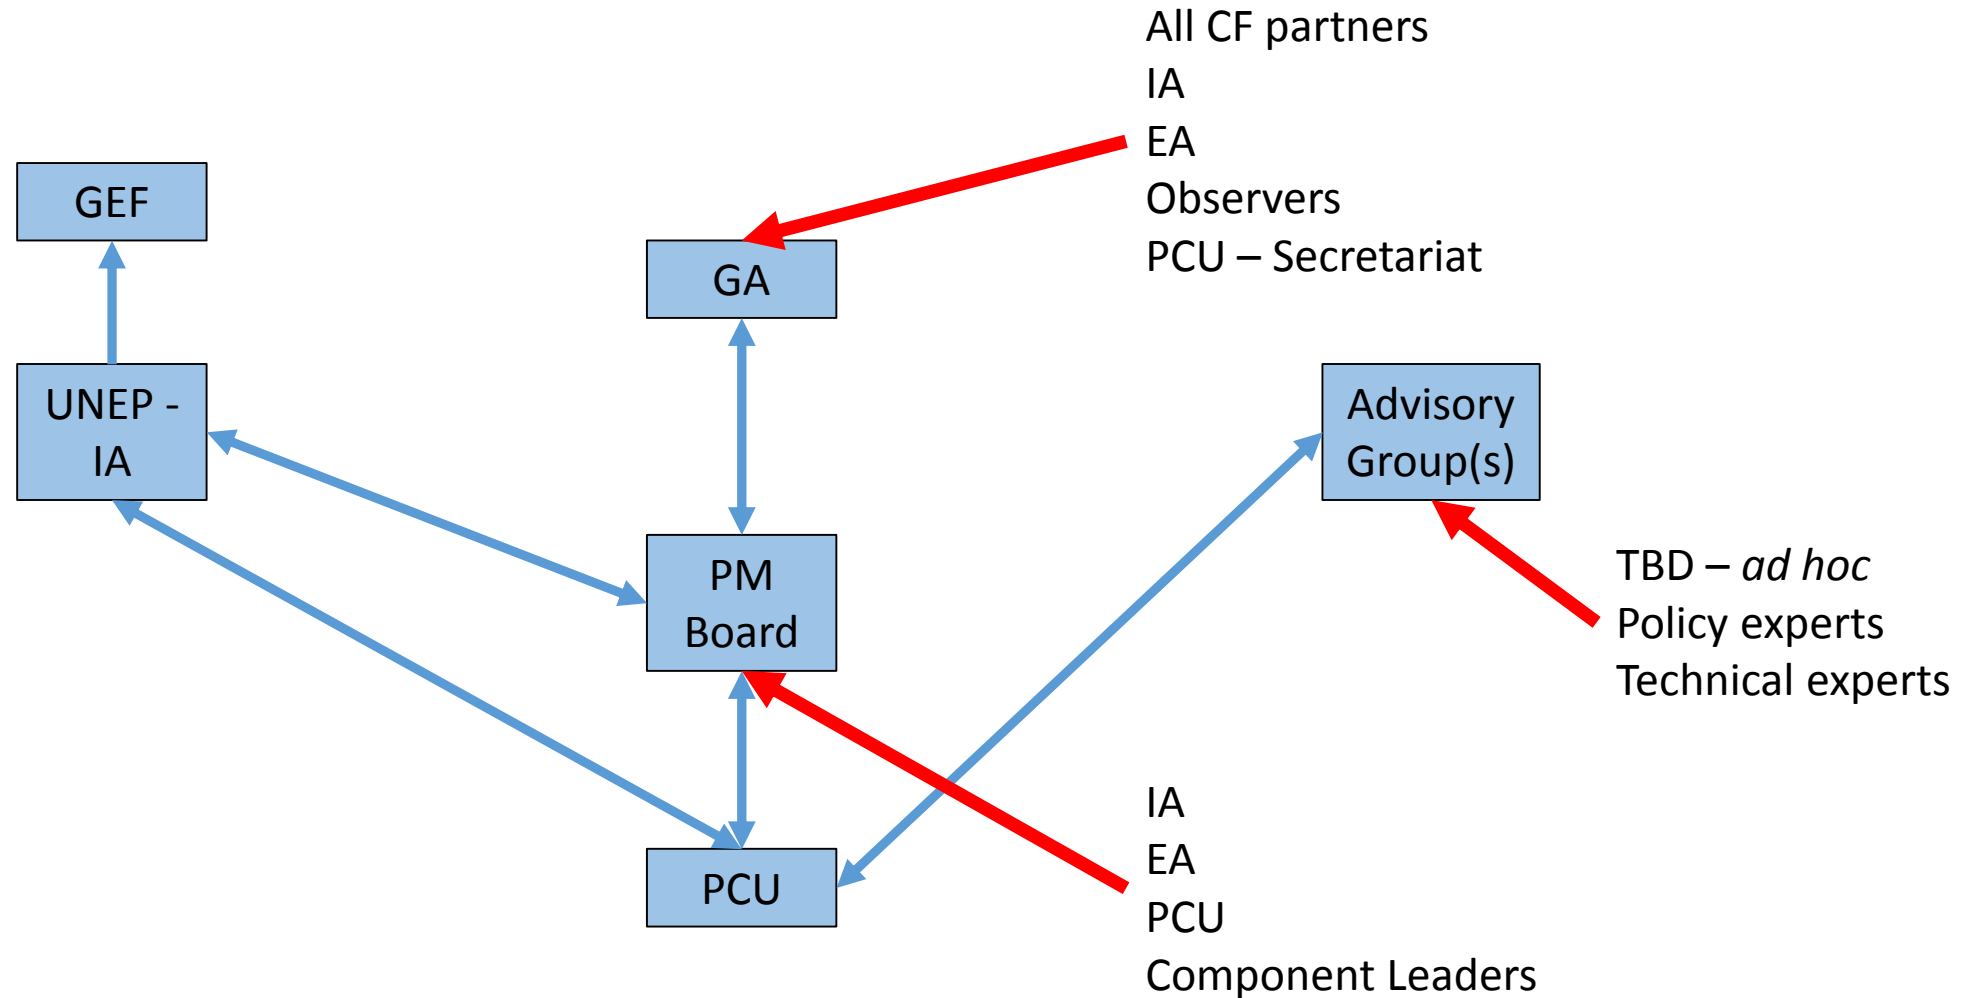 All CF partners
IA
EA
Observers
PCU – Secretariat
GEF
GA
UNEP -
IA
Advisory
Group(s)
PM
Board
TBD – ad hoc
Policy experts
Technical experts
PCU
IA
EA
PCU
Component Leaders